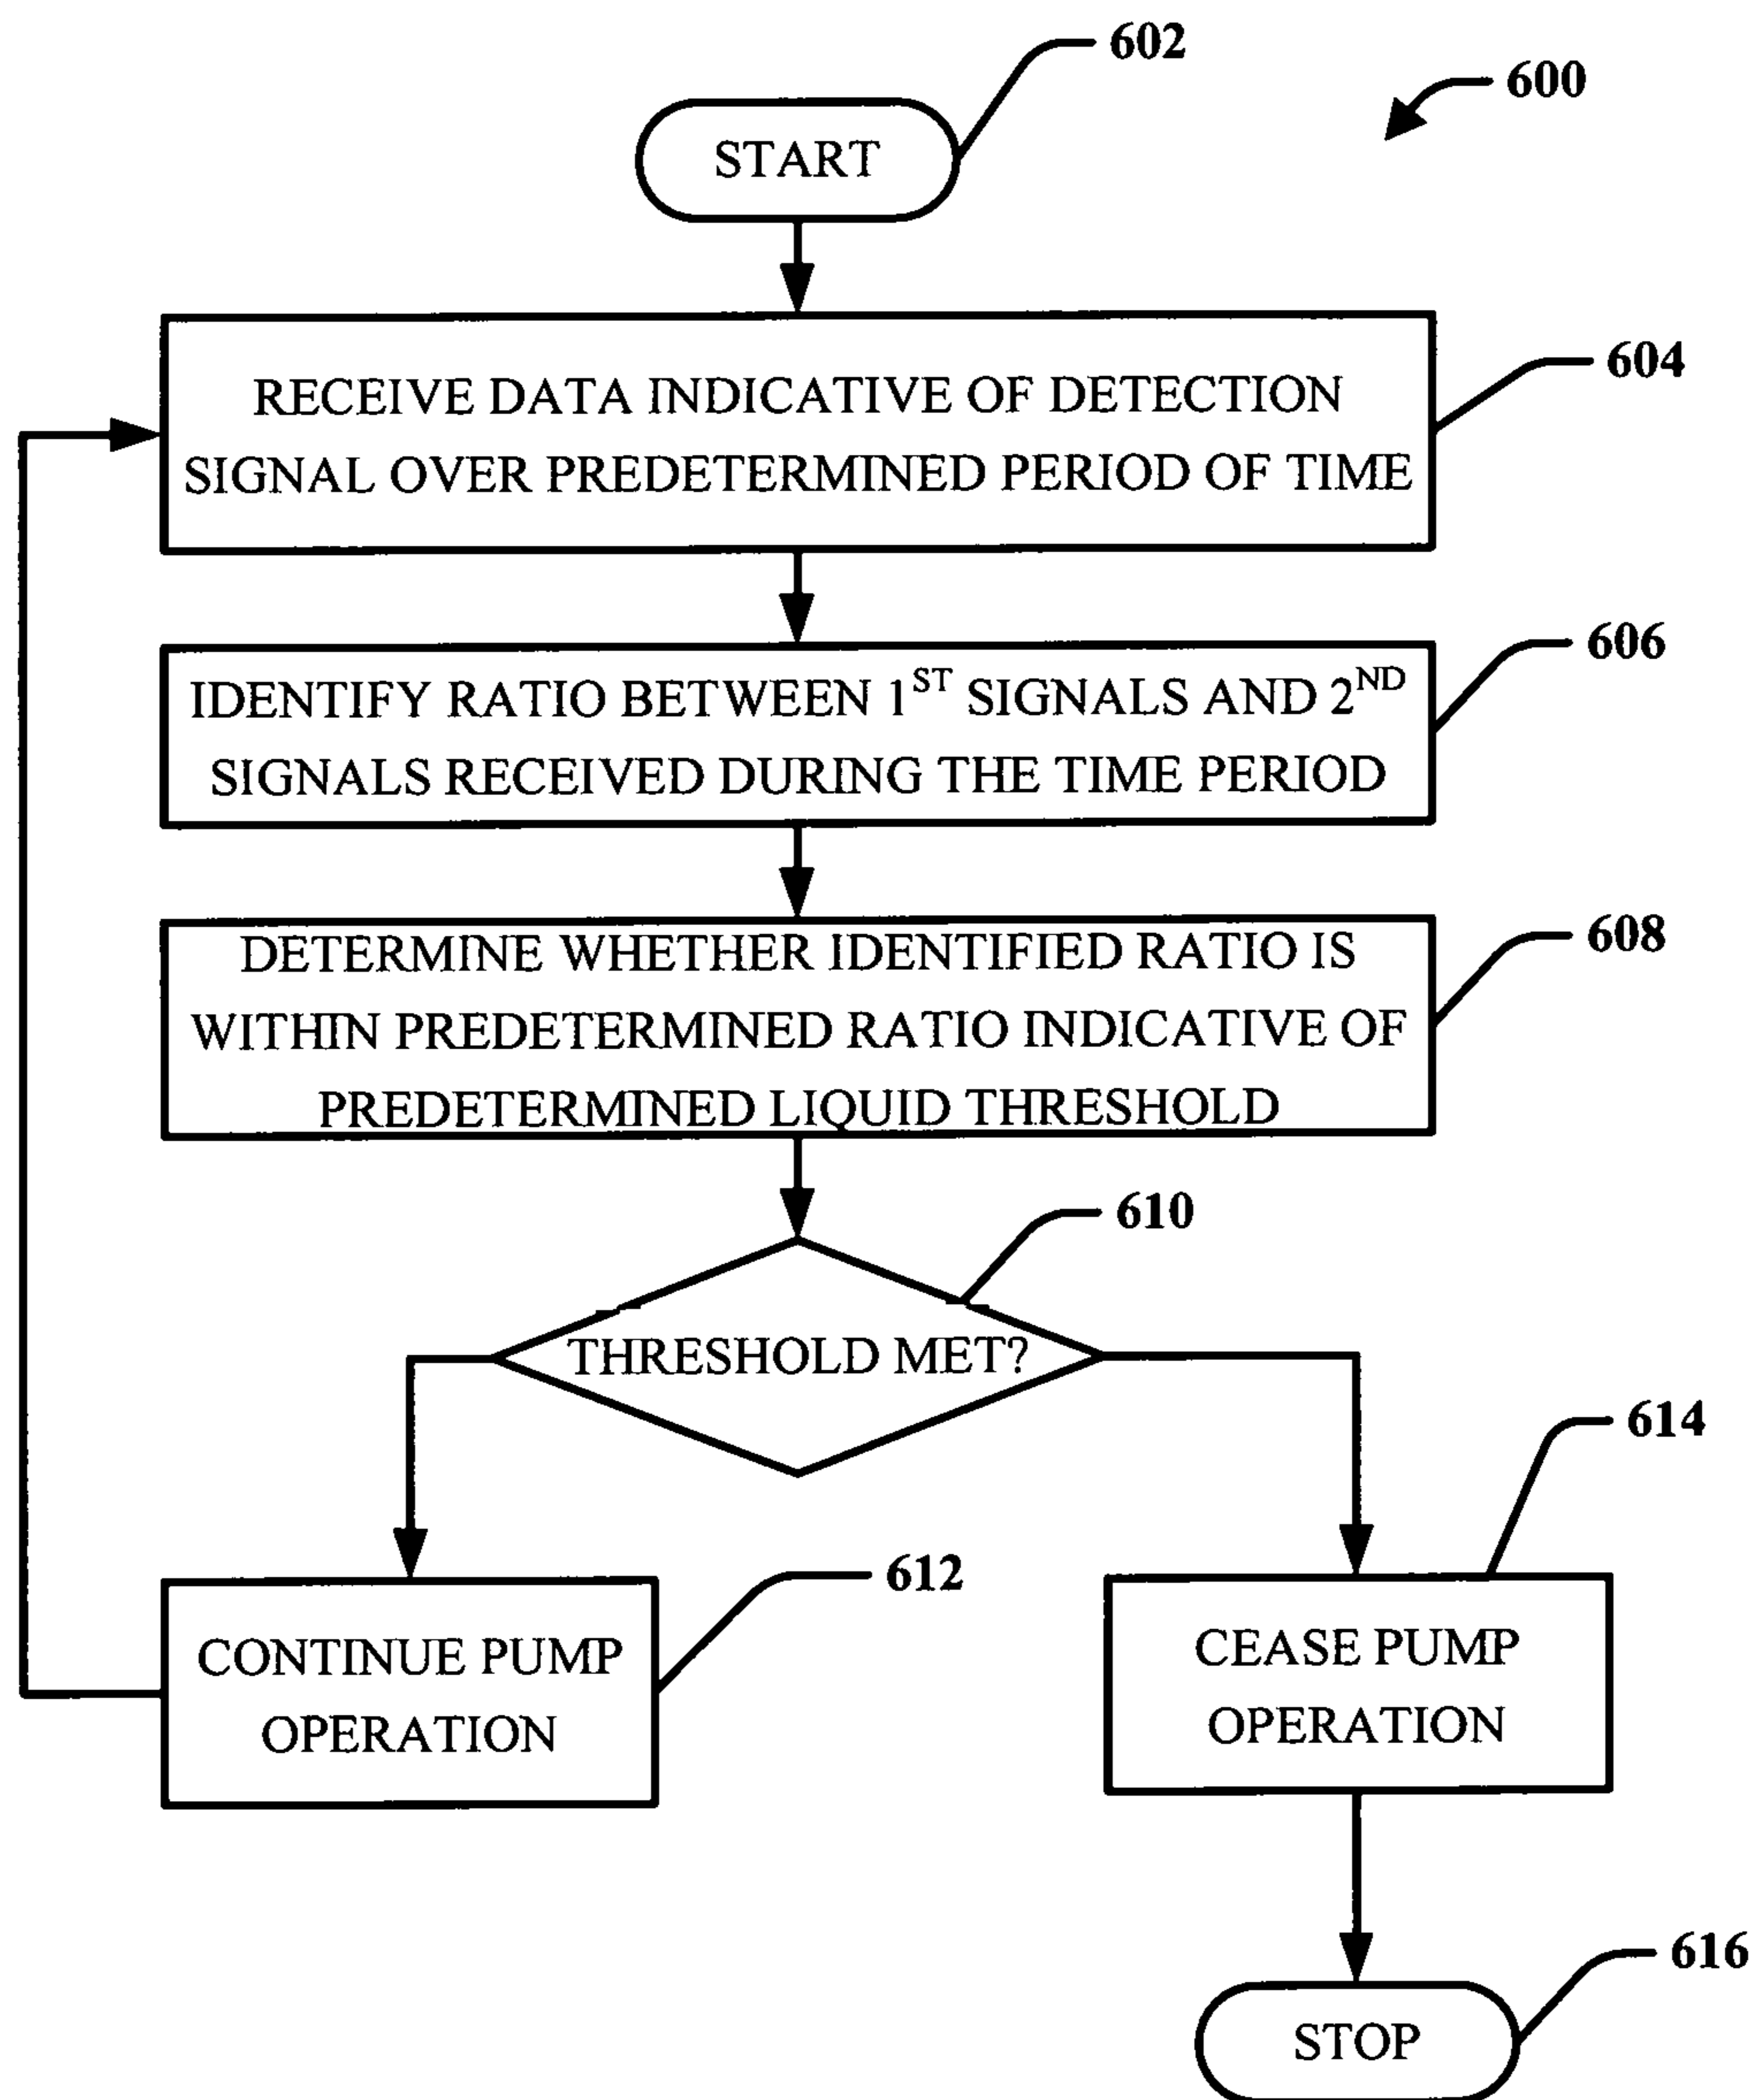 602
600
START
RECEIVE DATA INDICATIVE OF DETECTION
SIGNAL OVER PREDETERMINED PERIOD OF TIME
604
IDENTIFY RATIO BETWEEN 1ST SIGNALS AND 2ND
SIGNALS RECEIVED DURING THE TIME PERIOD
606
DETERMINE WHETHER IDENTIFIED RATIO IS
WITHIN PREDETERMINED RATIO INDICATIVE OF
PREDETERMINED LIQUID THRESHOLD
608
610
THRESHOLD MET?
612
CONTINUE PUMP
OPERATION
614
CEASE PUMP
OPERATION
616
STOP